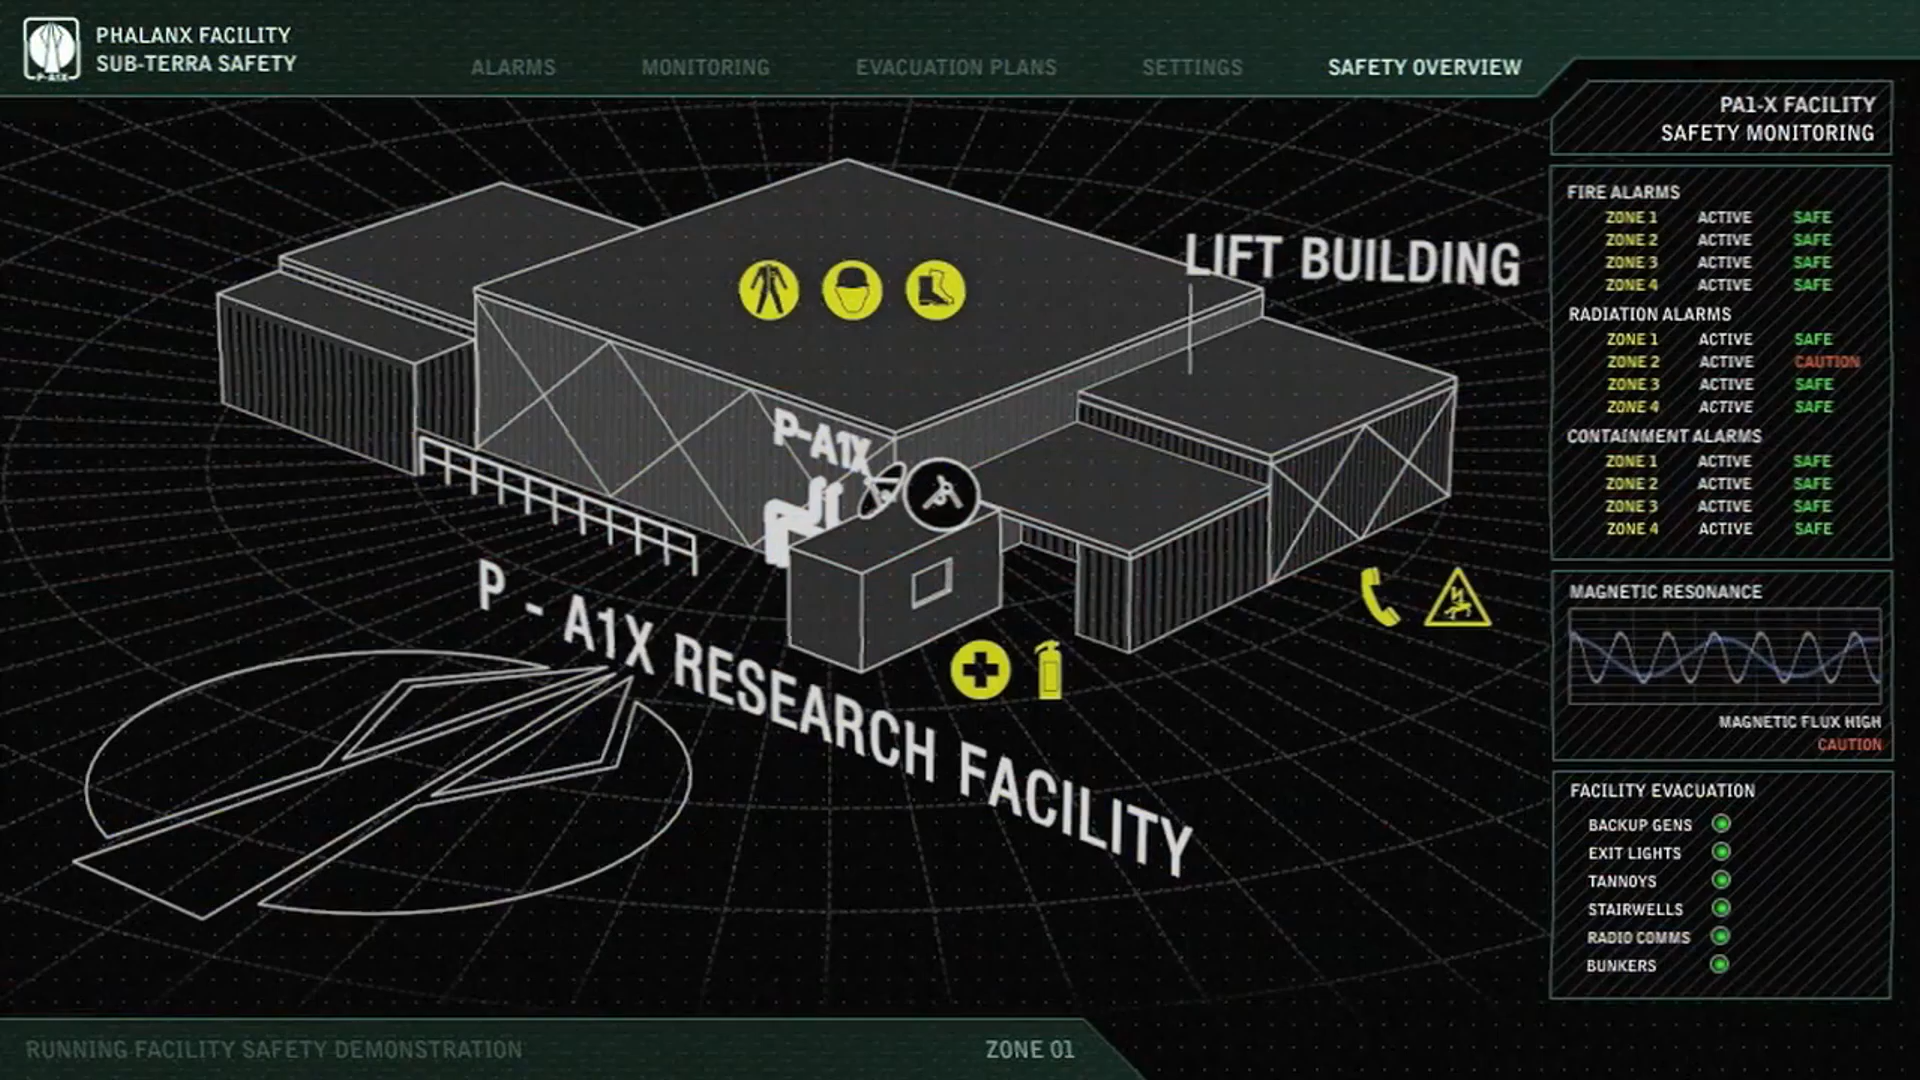 PHALANX FACILITY
SUB-TERRA SAFETY
P-A1X
ALARMS
MONITORING
EVACUATION PLANS
SETTINGS
SAFETY OVERVIEW
LIFT BUILDING
P-A1X
P - A1X RESEARCH FACILITY
PA1-X FACILITY
SAFETY MONITORING
FIRE ALARMS
ZONE 1 ACTIVE SAFE
ZONE 2 ACTIVE SAFE
ZONE 3 ACTIVE SAFE
ZONE 4 ACTIVE SAFE
RADIATION ALARMS
ZONE 1 ACTIVE SAFE
ZONE 2 ACTIVE CAUTION
ZONE 3 ACTIVE SAFE
ZONE 4 ACTIVE SAFE
CONTAINMENT ALARMS
ZONE 1 ACTIVE SAFE
ZONE 2 ACTIVE SAFE
ZONE 3 ACTIVE SAFE
ZONE 4 ACTIVE SAFE
MAGNETIC RESONANCE
MAGNETIC FLUX HIGH
CAUTION
FACILITY EVACUATION
BACKUP GENS
EXIT LIGHTS
TANNOYS
STAIRWELLS
RADIO COMMS
BUNKERS
RUNNING FACILITY SAFETY DEMONSTRATION
ZONE 01